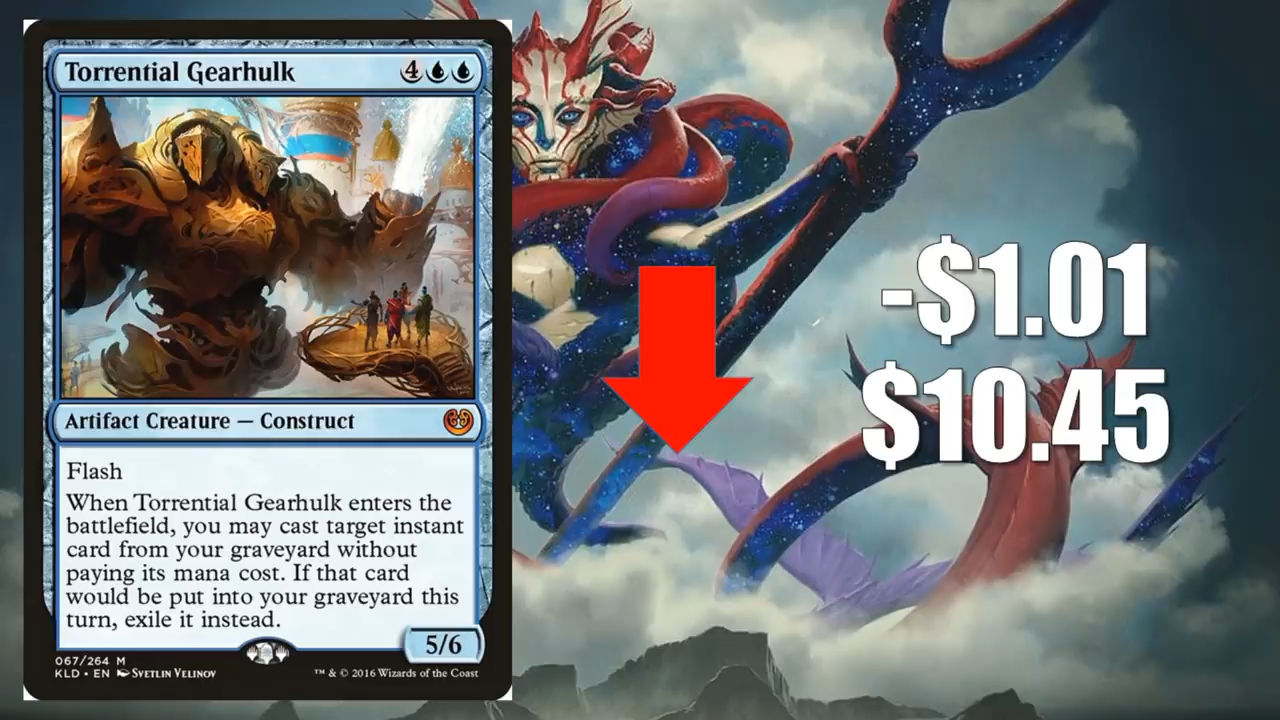 Torrential Gearhulk 4
Artifact Creature — Construct
Flash
When Torrential Gearhulk enters the
battlefield, you may cast target instant
card from your graveyard without
paying its mana cost. If that card
would be put into your graveyard this
turn, exile it instead.
5/6
067/264 M
KLD • EN SVETLIN VELINOV
™ & © 2016 Wizards of the Coast
-$1.01
$10.45